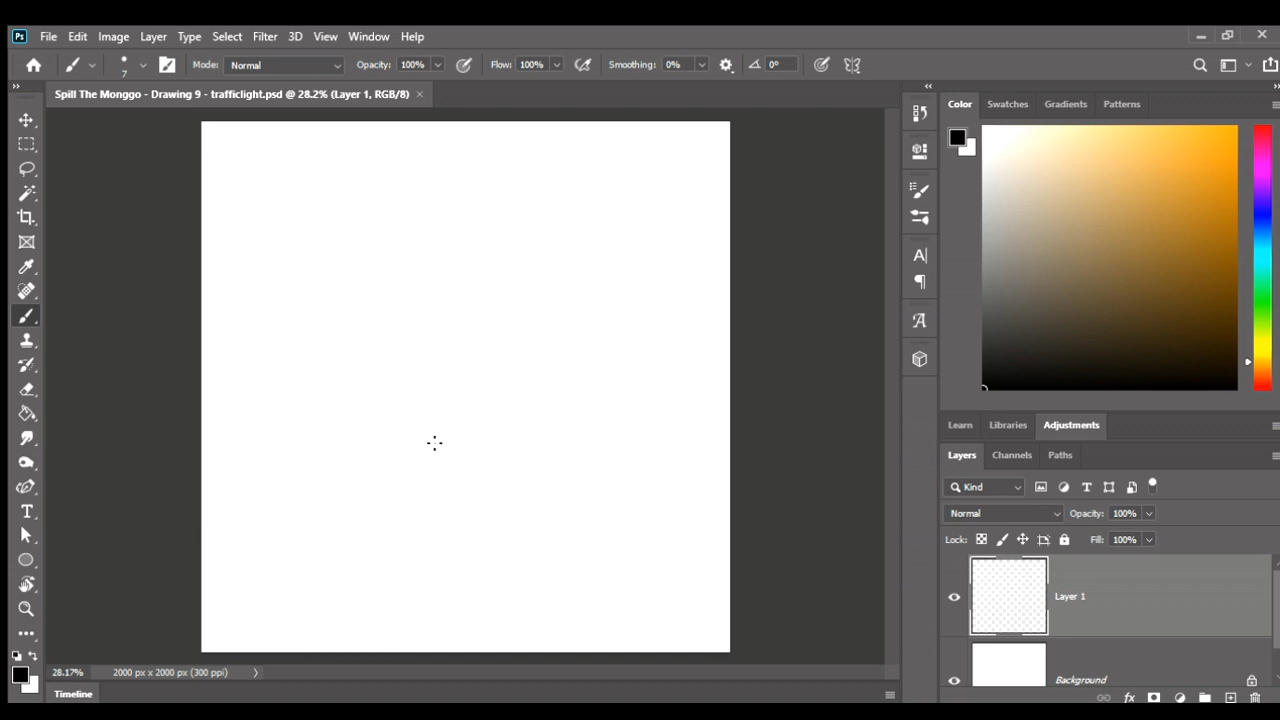 Ps File Edit Image Layer Type Select Filter 3D View Window Help
7 Mode: Normal Opacity: 100% Flow: 100% Smoothing: 0% 0°
Spill The Monggo - Drawing 9 - trafficlight.psd @ 28.2% (Layer 1, RGB/8)
Color Swatches Gradients Patterns
Learn Libraries Adjustments
Layers Channels Paths
Kind
Normal Opacity: 100%
Lock: Fill: 100%
Layer 1
Background
28.17% 2000 px x 2000 px (300 ppi)
Timeline